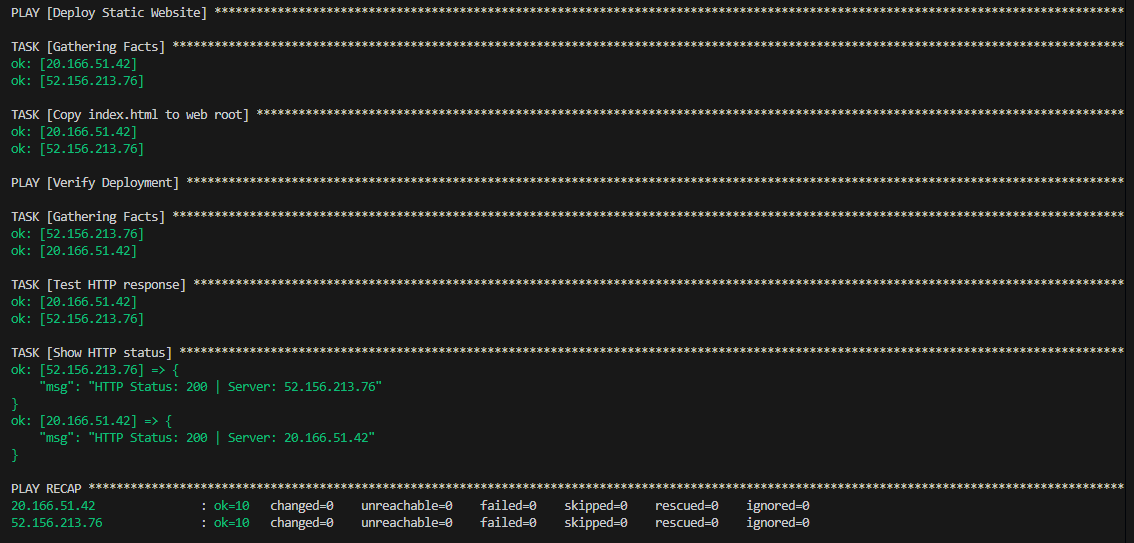 PLAY [Deploy Static Website] **********************************************************************************************************************************
TASK [Gathering Facts] ****************************************************************************************************************************************
ok: [20.166.51.42]
ok: [52.156.213.76]
TASK [Copy index.html to web root] ****************************************************************************************************************************
ok: [20.166.51.42]
ok: [52.156.213.76]
PLAY [Verify Deployment] **************************************************************************************************************************************
TASK [Gathering Facts] ****************************************************************************************************************************************
ok: [52.156.213.76]
ok: [20.166.51.42]
TASK [Test HTTP response] *************************************************************************************************************************************
ok: [20.166.51.42]
ok: [52.156.213.76]
TASK [Show HTTP status] ***************************************************************************************************************************************
ok: [52.156.213.76] => {
    "msg": "HTTP Status: 200 | Server: 52.156.213.76"
}
ok: [20.166.51.42] => {
    "msg": "HTTP Status: 200 | Server: 20.166.51.42"
}
PLAY RECAP ****************************************************************************************************************************************************
20.166.51.42               : ok=10   changed=0    unreachable=0    failed=0    skipped=0    rescued=0    ignored=0
52.156.213.76              : ok=10   changed=0    unreachable=0    failed=0    skipped=0    rescued=0    ignored=0